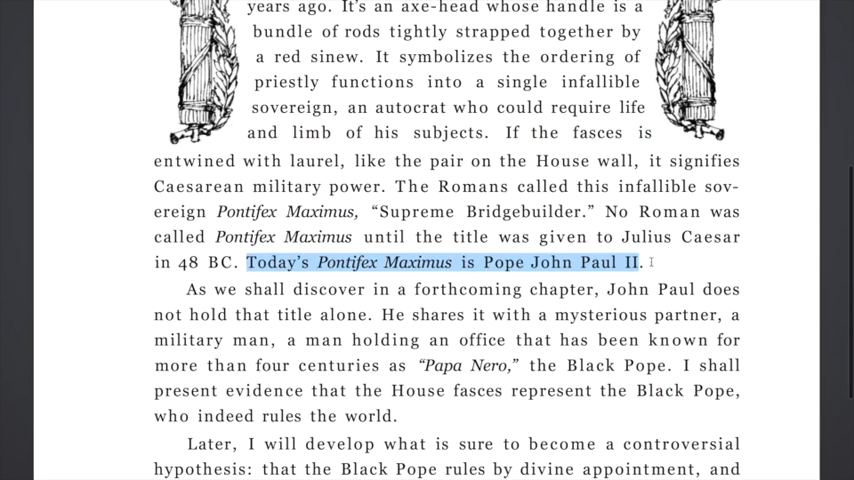 years ago. It's an axe-head whose handle is a
bundle of rods tightly strapped together by
a red sinew. It symbolizes the ordering of
priestly functions into a single infallible
sovereign, an autocrat who could require life
and limb of his subjects. If the fasces is
entwined with laurel, like the pair on the House wall, it signifies
Caesarean military power. The Romans called this infallible sov-
ereign Pontifex Maximus, “Supreme Bridgebuilder.” No Roman was
called Pontifex Maximus until the title was given to Julius Caesar
in 48 BC. Today’s Pontifex Maximus is Pope John Paul II.
As we shall discover in a forthcoming chapter, John Paul does
not hold that title alone. He shares it with a mysterious partner, a
military man, a man holding an office that has been known for
more than four centuries as “Papa Nero,” the Black Pope. I shall
present evidence that the House fasces represent the Black Pope,
who indeed rules the world.
Later, I will develop what is sure to become a controversial
hypothesis: that the Black Pope rules by divine appointment, and